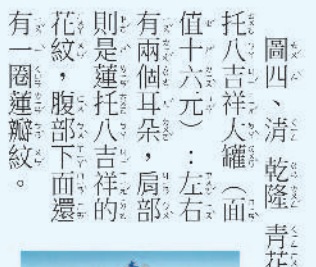 圖四、清 乾隆 青花
托八吉祥大罐（面
值十六元）：左右
有兩個耳朵，肩部
則是蓮托八吉祥的
花紋，腹部下面還
有一圈蓮瓣紋。